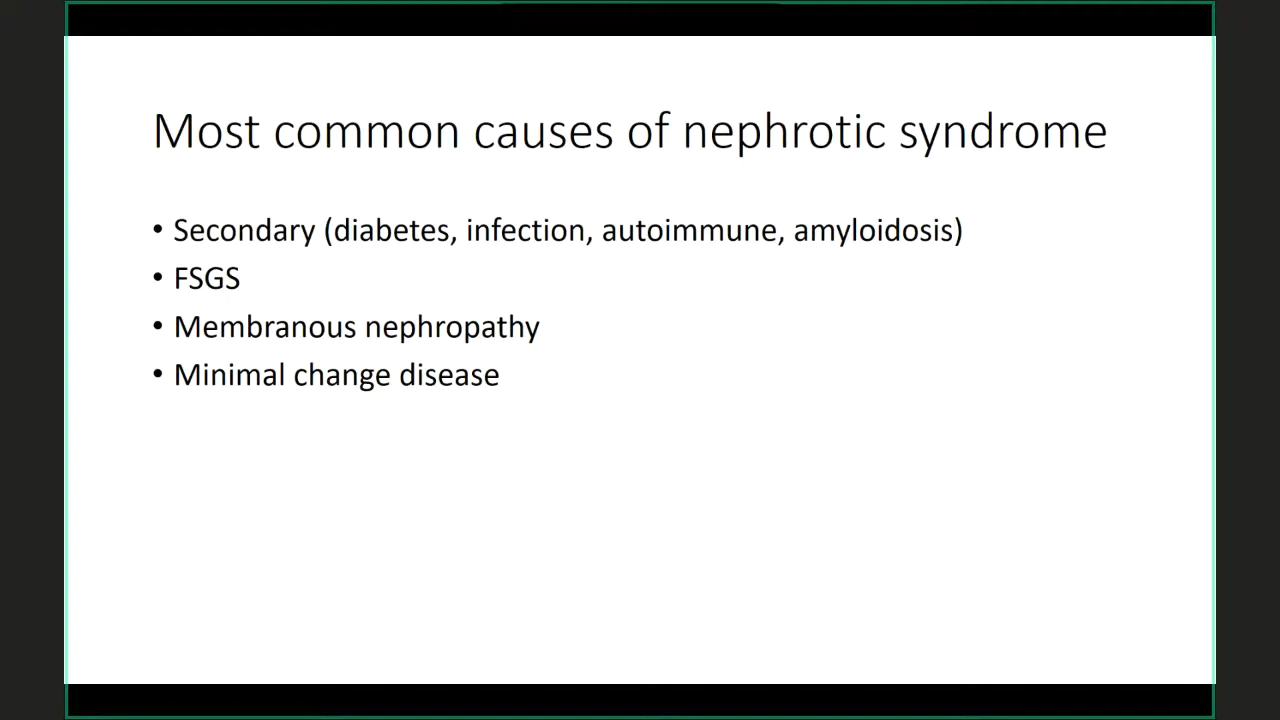 Most common causes of nephrotic syndrome
• Secondary (diabetes, infection, autoimmune, amyloidosis)
• FSGS
• Membranous nephropathy
• Minimal change disease